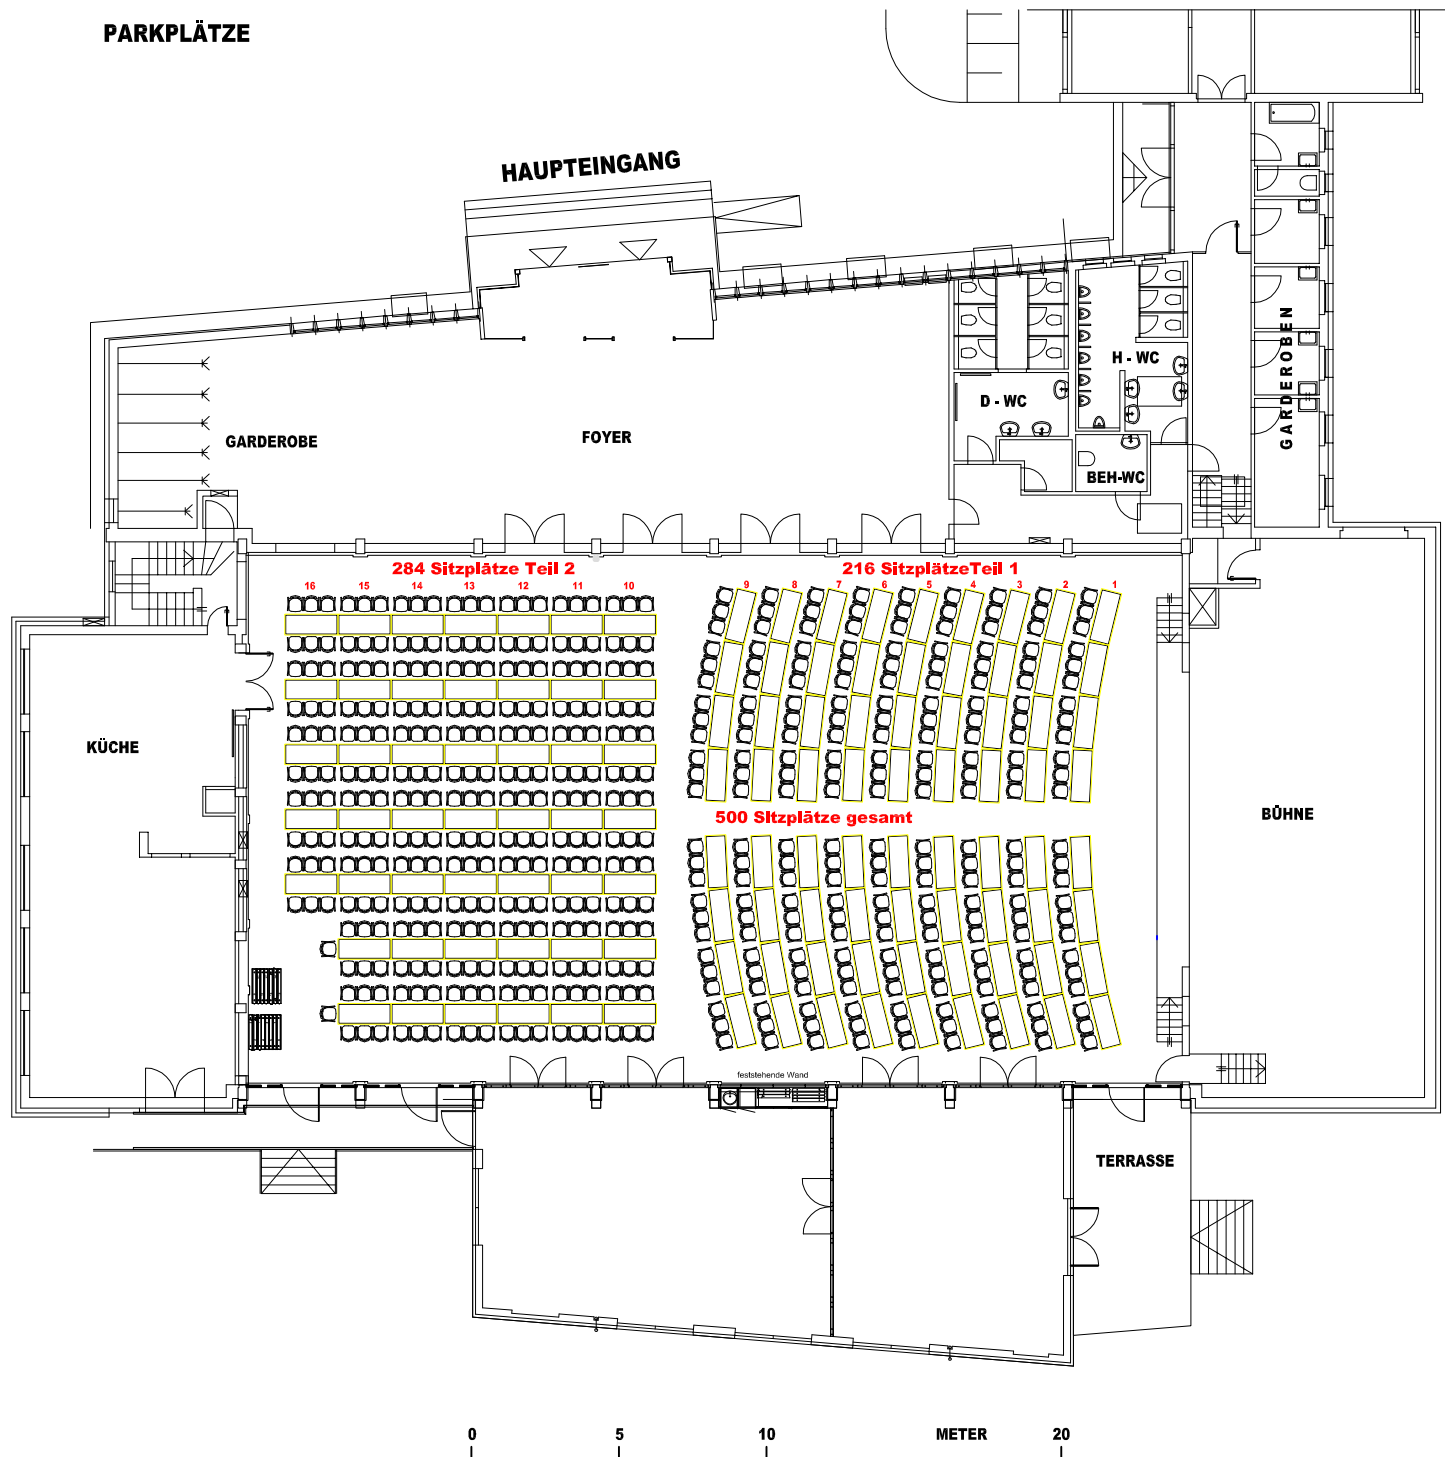 PARKPLÄTZE
HAUPTEINGANG
H - WC
D - WC
GARDEROBEN
GARDEROBE
FOYER
BEH-WC
284 Sitzplätze Teil 2
216 SitzplätzeTeil 1
16 15 14 13 12 11 10 9 8 7 6 5 4 3 2 1
KÜCHE
500 Sitzplätze gesamt
BÜHNE
feststehende Wand
TERRASSE
0 5 10 METER 20